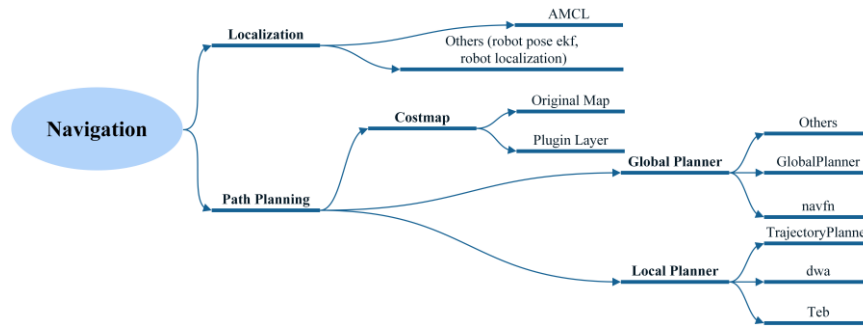 AMCL
Localization
Others (robot pose ekf,
robot localization)
Navigation
Original Map
Costmap
Plugin Layer
Others
Global Planner
GlobalPlanner
navfn
Path Planning
TrajectoryPlanne
Local Planner
dwa
Teb